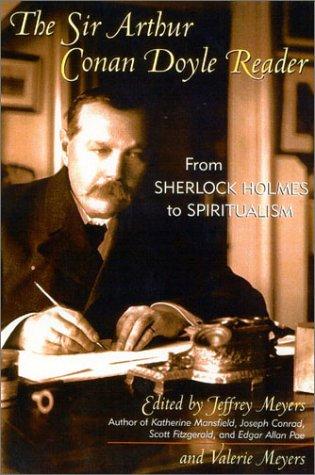 The Sir Arthur
Conan Doyle Reader
From
SHERLOCK HOLMES
to SPIRITUALISM
Edited by Jeffrey Meyers
Author of Katherine Mansfield, Joseph Conrad,
Scott Fitzgerald, and Edgar Allan Poe
and Valerie Meyers